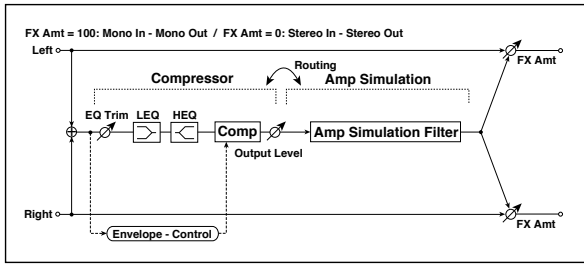 FX Amt = 100: Mono In - Mono Out / FX Amt = 0: Stereo In - Stereo Out
Left
Routing
FX Amt
Compressor
Amp Simulation
EQ Trim
LEQ
HEQ
Comp
Amp Simulation Filter
Output Level
Right
FX Amt
Envelope - Control